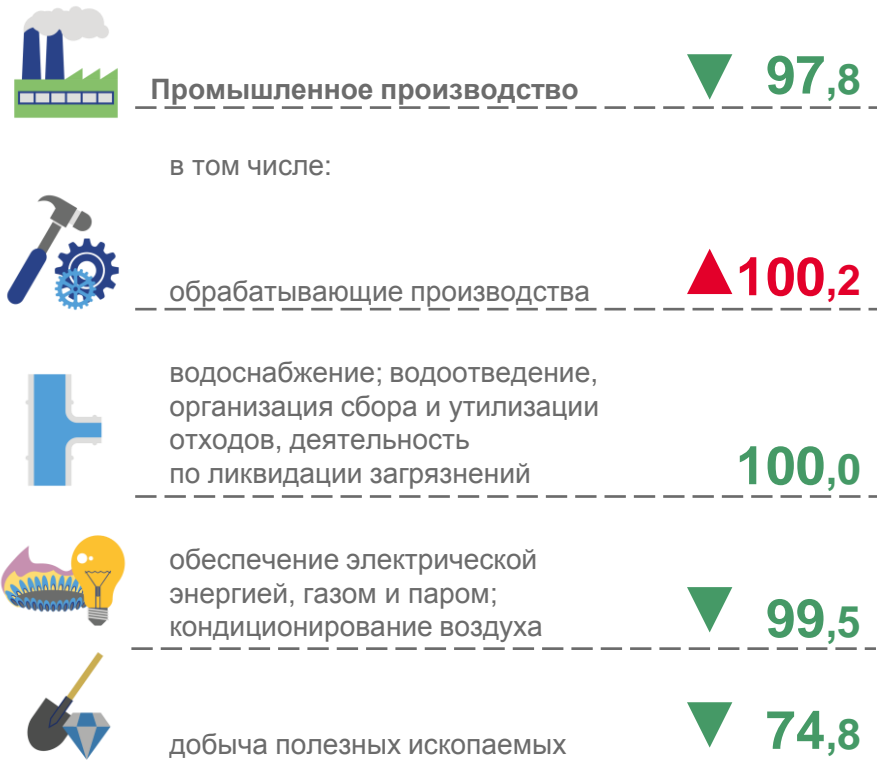 Промышленное производство
97,8
в том числе:
обрабатывающие производства
100,2
водоснабжение; водоотведение,
организация сбора и утилизации
отходов, деятельность
по ликвидации загрязнений
100,0
обеспечение электрической
энергией, газом и паром;
кондиционирование воздуха
99,5
добыча полезных ископаемых
74,8